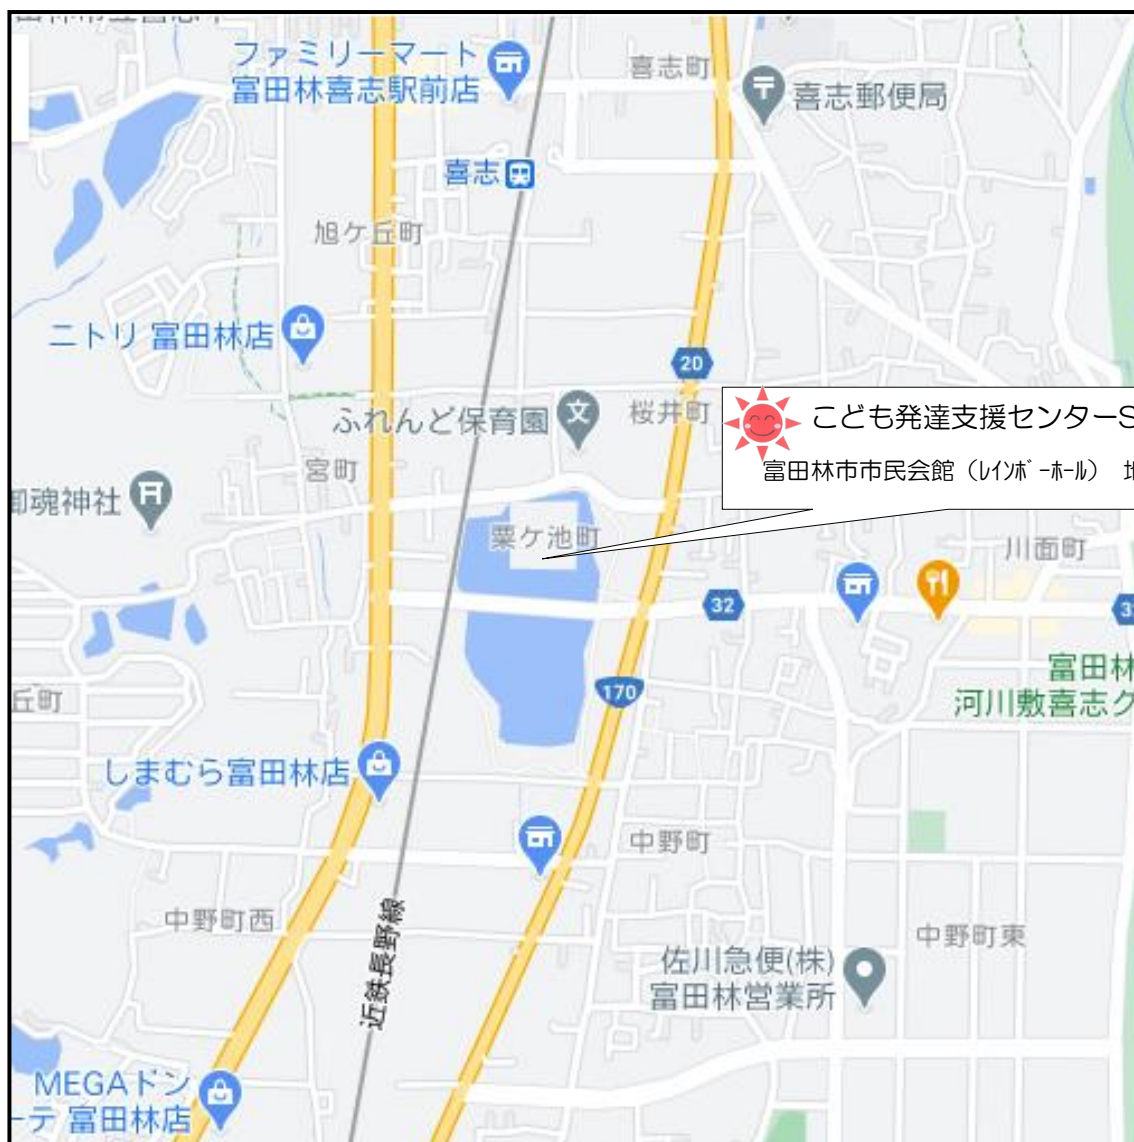 ファミリーマート
富田林喜志駅前店
喜志町
喜志郵便局
喜志
旭ケ丘町
ニトリ 富田林店
20
ふれんど保育園
桜井町
こども発達支援センターS
富田林市市民会館（ﾚｲﾝﾎﾞｰﾎｰﾙ）
宮町
御魂神社
粟ケ池町
川面町
32
富田林
河川敷喜志ク
170
丘町
しまむら富田林店
中野町
中野町西
中野町東
近鉄長野線
佐川急便(株)
富田林営業所
MEGAドン
ーテ 富田林店